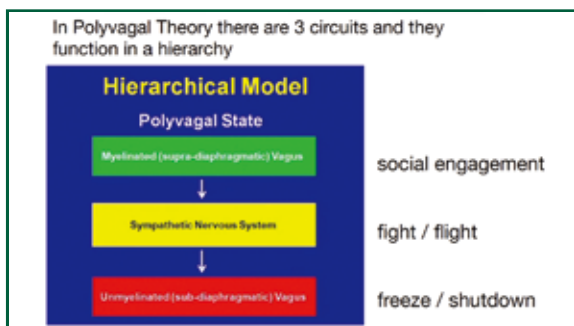 In Polyvagal Theory there are 3 circuits and they
function in a hierarchy
Hierarchical Model
Polyvagal State
Myelinated (supra-diaphragmatic) Vagus
social engagement
Sympathetic Nervous System
fight / flight
Unmyelinated (sub-diaphragmatic) Vagus
freeze / shutdown